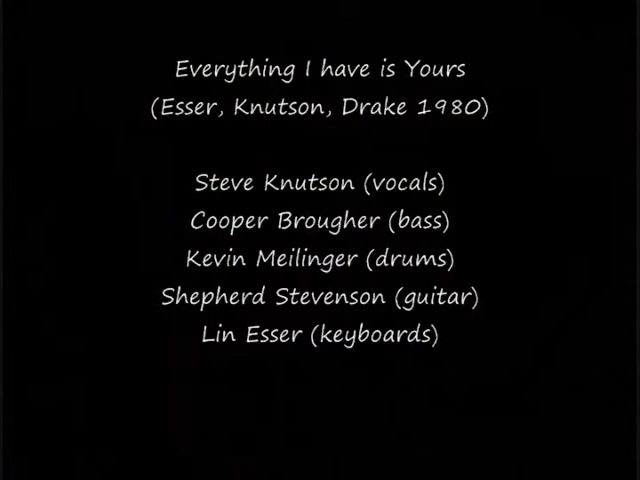 Everything I have is Yours
(Esser, Knutson, Drake 1980)
Steve Knutson (vocals)
Cooper Brougher (bass)
Kevin Meilinger (drums)
Shepherd Stevenson (guitar)
Lin Esser (keyboards)